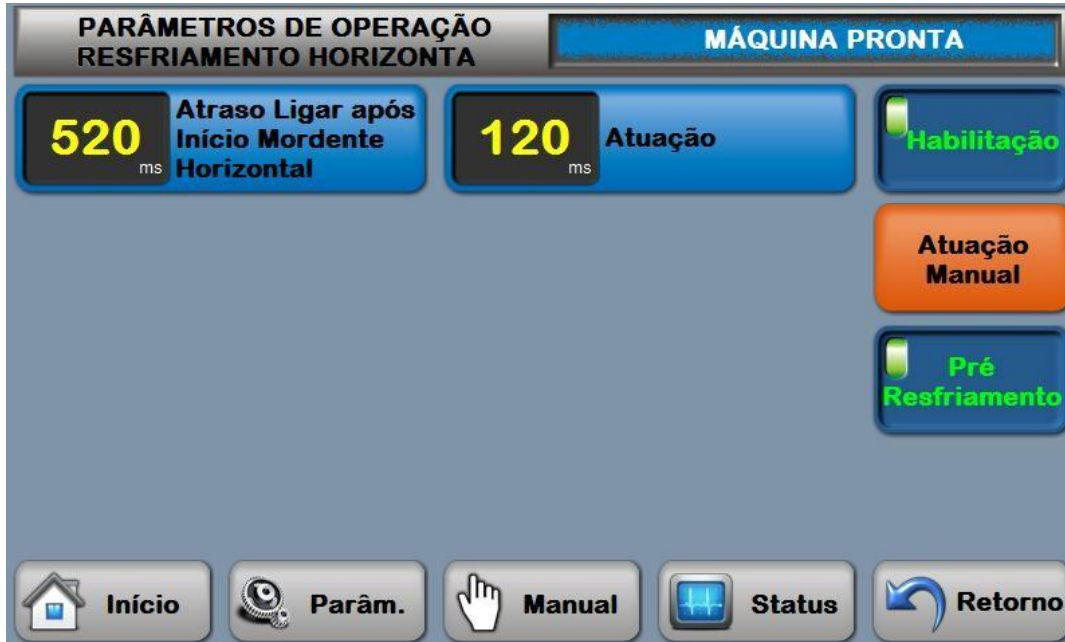 PARÂMETROS DE OPERAÇÃO
RESFRIAMENTO HORIZONTA
MÁQUINA PRONTA
520
ms
Atraso Ligar após
Início Mordente
Horizontal
120
ms
Atuação
Habilitação
Atuação
Manual
Pré
Resfriamento
Início
Parâm.
Manual
Status
Retorno